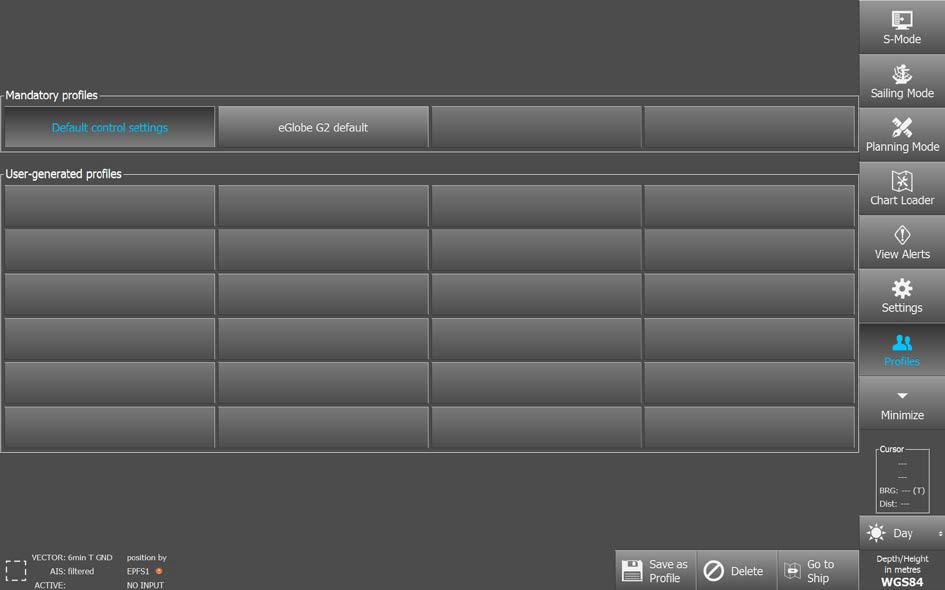 Mandatory profiles
Default control settings
eGlobe G2 default
User-generated profiles
S-Mode
Sailing Mode
Planning Mode
Chart Loader
View Alerts
Settings
Profiles
Minimize
Cursor
---
---
BRG: --- (T)
Dist: ---
Day
Depth/Height
in metres
WGS84
VECTOR: 6min T GND
AIS: filtered
ACTIVE:
position by
EPFS1
NO INPUT
Save as
Profile
Delete
Go to
Ship